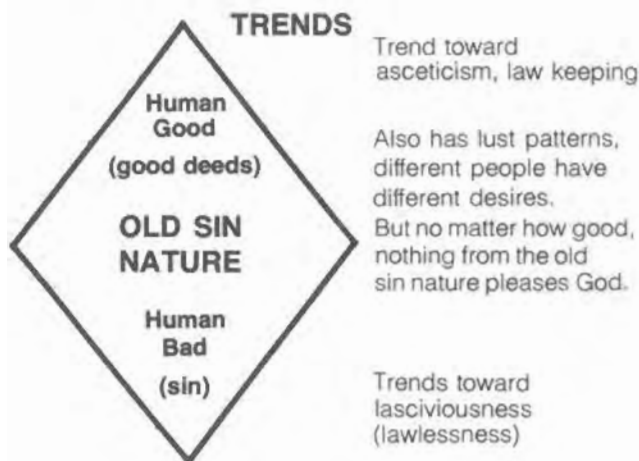 TRENDS
Human
Good
(good deeds)
OLD SIN
NATURE
Human
Bad
(sin)
Trend toward
asceticism, law keeping
Also has lust patterns,
different people have
different desires.
But no matter how good,
nothing from the old
sin nature pleases God.
Trends toward
lasciviousness
(lawlessness)